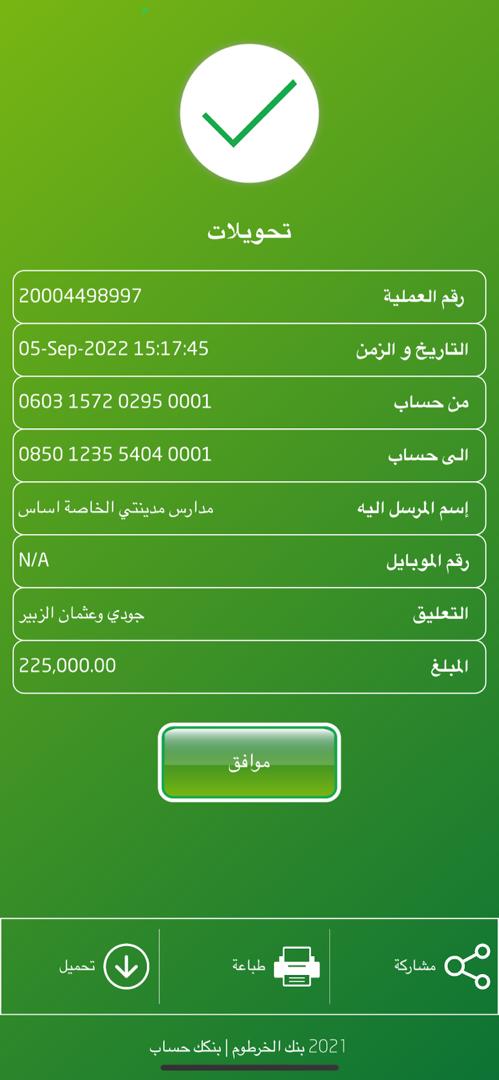 تحويلات
رقم العملية 20004498997
التاريخ و الزمن 05-Sep-2022 15:17:45
من حساب 0603 1572 0295 0001
الى حساب 0850 1235 5404 0001
إسم المرسل اليه مدارس مدينتي الخاصة اساس
رقم الموبايل N/A
التعليق جودي وعثمان الزبير
المبلغ 225,000.00
موافق
مشاركة طباعة تحميل
2021 بنك الخرطوم | بنكك حساب